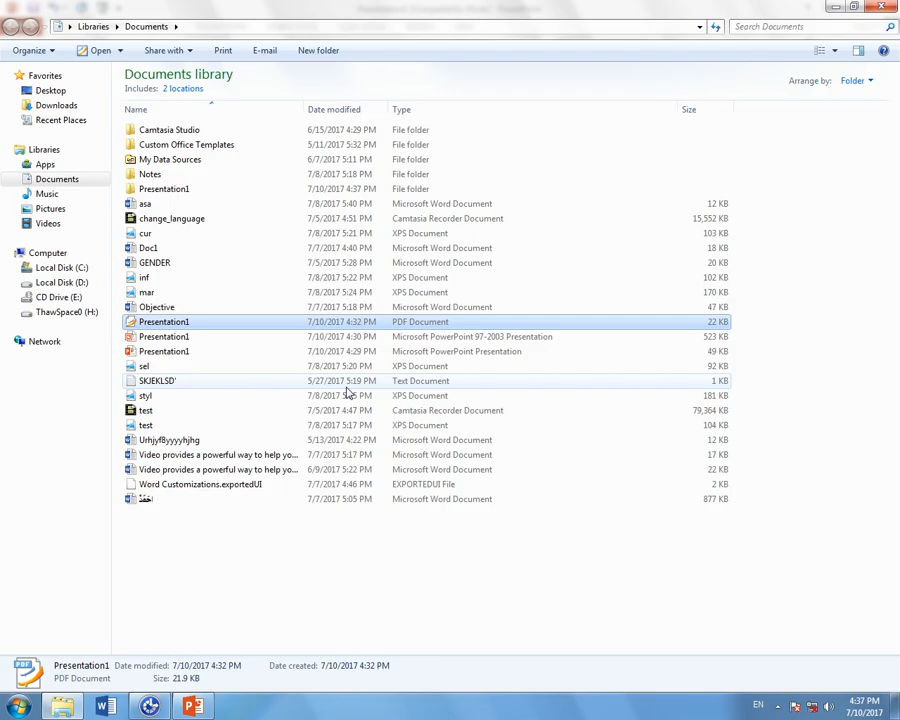 Libraries ▸ Documents ▸
Search Documents
Organize Open Share with Print E-mail New folder
Favorites
Desktop
Downloads
Recent Places
Libraries
Apps
Documents
Music
Pictures
Videos
Computer
Local Disk (C:)
Local Disk (D:)
CD Drive (E:)
ThawSpace0 (H:)
Network
Documents library
Includes: 2 locations
Arrange by: Folder
Name Date modified Type Size
Camtasia Studio 6/15/2017 4:29 PM File folder
Custom Office Templates 5/11/2017 5:32 PM File folder
My Data Sources 6/7/2017 5:11 PM File folder
Notes 7/8/2017 5:18 PM File folder
Presentation1 7/10/2017 4:37 PM File folder
asa 7/8/2017 5:40 PM Microsoft Word Document 12 KB
change_language 7/5/2017 4:51 PM Camtasia Recorder Document 15,552 KB
cur 7/8/2017 5:21 PM XPS Document 103 KB
Doc1 7/7/2017 4:40 PM Microsoft Word Document 18 KB
GENDER 7/5/2017 5:28 PM Microsoft Word Document 20 KB
inf 7/8/2017 5:22 PM XPS Document 102 KB
mar 7/8/2017 5:24 PM XPS Document 170 KB
Objective 7/7/2017 5:18 PM Microsoft Word Document 47 KB
Presentation1 7/10/2017 4:32 PM PDF Document 22 KB
Presentation1 7/10/2017 4:30 PM Microsoft PowerPoint 97-2003 Presentation 523 KB
Presentation1 7/10/2017 4:29 PM Microsoft PowerPoint Presentation 49 KB
sel 7/8/2017 5:20 PM XPS Document 92 KB
SKJEKLSD' 5/27/2017 5:19 PM Text Document 1 KB
styl 7/8/2017 PM XPS Document 181 KB
test 7/5/2017 4:47 PM Camtasia Recorder Document 79,364 KB
test 7/8/2017 5:17 PM XPS Document 104 KB
Urhjyf8yyyyhjhg 5/13/2017 4:22 PM Microsoft Word Document 12 KB
Video provides a powerful way to help yo... 7/7/2017 5:17 PM Microsoft Word Document 17 KB
Video provides a powerful way to help yo... 6/9/2017 5:22 PM Microsoft Word Document 22 KB
Word Customizations.exportedUI 7/7/2017 4:46 PM EXPORTEDUI File 2 KB
7/7/2017 5:05 PM Microsoft Word Document 877 KB
Presentation1 Date modified: 7/10/2017 4:32 PM Date created: 7/10/2017 4:32 PM
PDF Document Size: 21.9 KB
PDF
EN
4:37 PM
7/10/2017